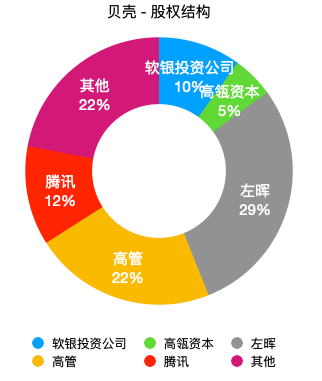 贝壳 - 股权结构
软银投资公司
10%
高瓴资本
5%
左晖
29%
高管
22%
腾讯
12%
其他
22%
软银投资公司 高瓴资本 左晖
高管 腾讯 其他